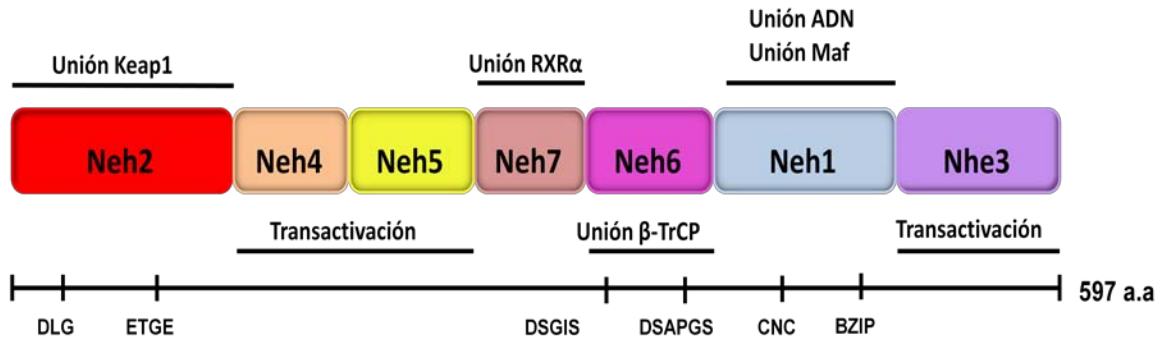 Unión ADN
Unión Maf
Unión Keap1
Unión RXRα
Neh2
Neh4
Neh5
Neh7
Neh6
Neh1
Nhe3
Transactivación
Unión β-TrCP
Transactivación
597 a.a
DLG
ETGE
DSGIS
DSAPGS
CNC
BZIP